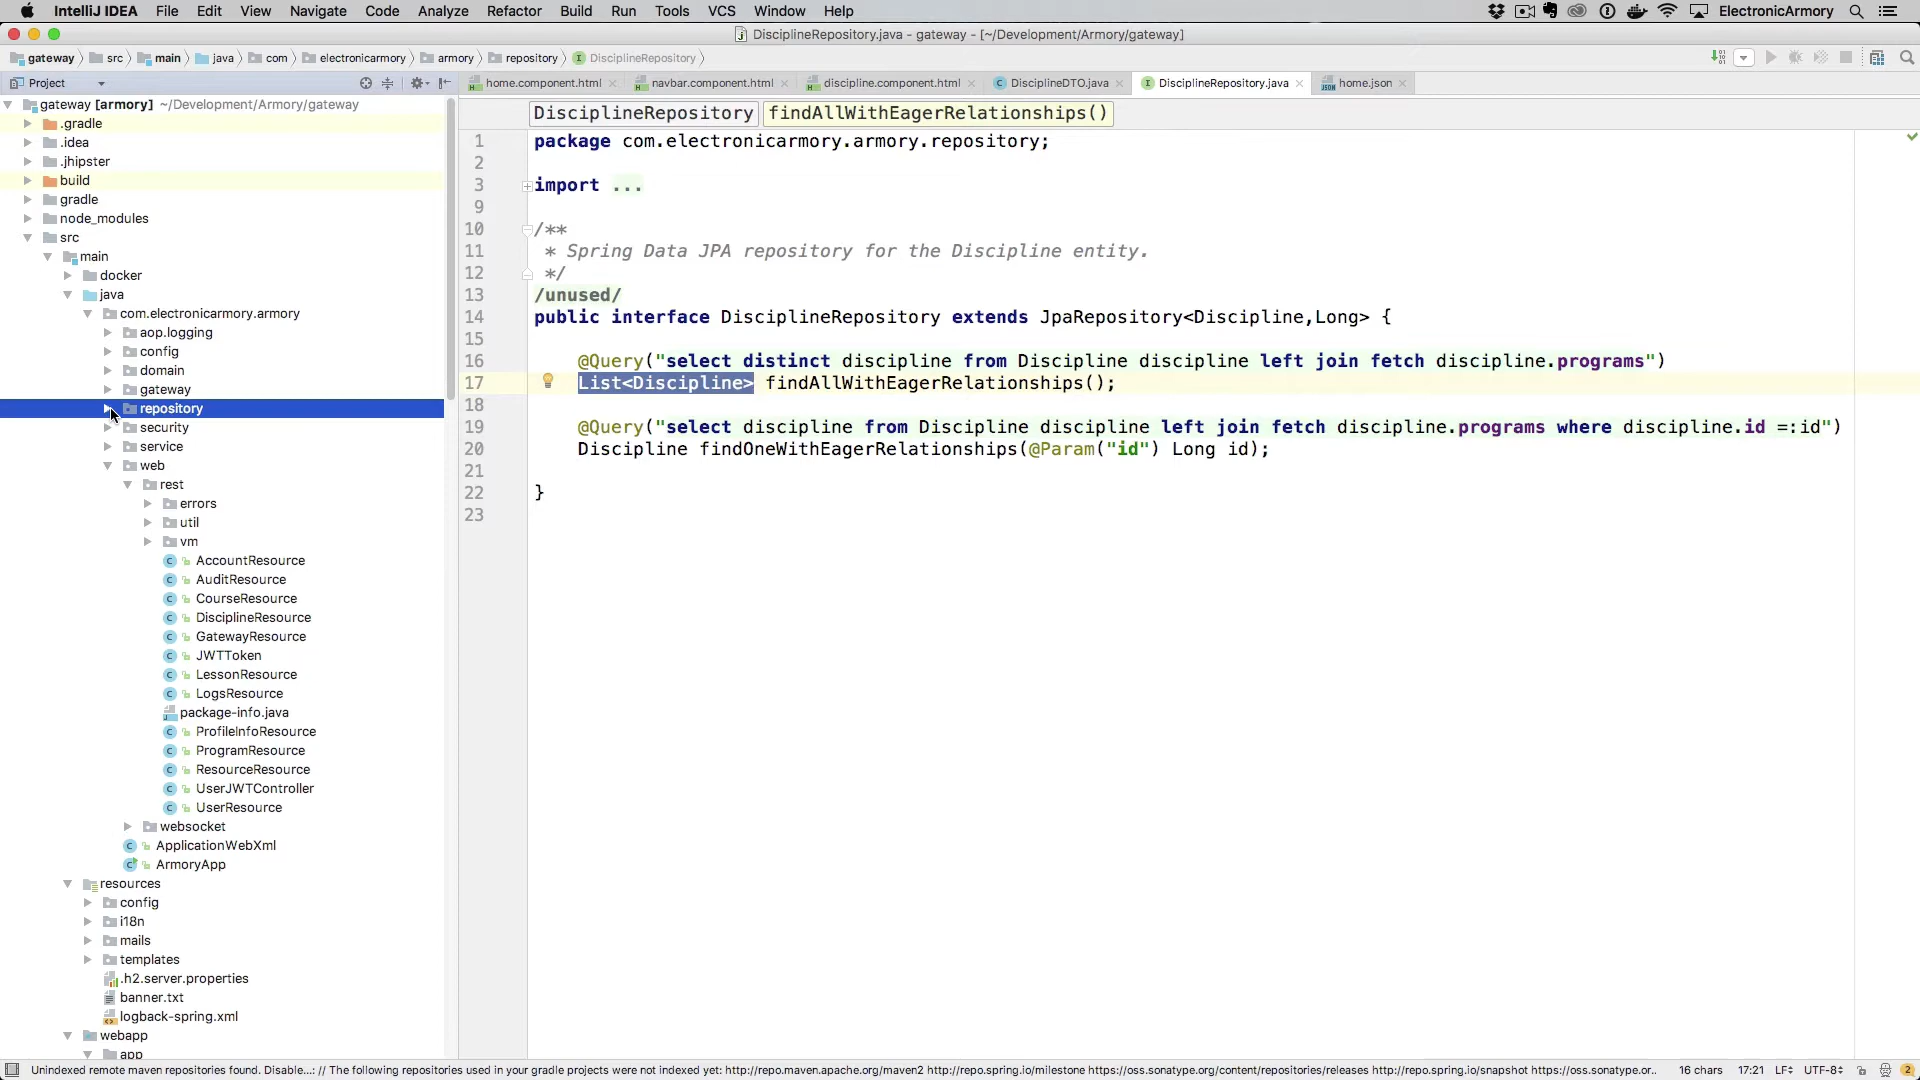 IntelliJ IDEA File Edit View Navigate Code Analyze Refactor Build Run Tools VCS Window Help ElectronicArmory
DisciplineRepository.java - gateway - [~/Development/Armory/gateway]
gateway src main java com electronicarmory armory repository DisciplineRepository
Project
home.component.html navbar.component.html discipline.component.html DisciplineDTO.java DisciplineRepository.java home.json
gateway [armory] ~/Development/Armory/gateway
.gradle
.idea
.jhipster
build
gradle
node_modules
src
main
docker
java
com.electronicarmory.armory
aop.logging
config
domain
gateway
repository
security
service
web
rest
errors
util
vm
AccountResource
AuditResource
CourseResource
DisciplineResource
GatewayResource
JWTToken
LessonResource
LogsResource
package-info.java
ProfileInfoResource
ProgramResource
ResourceResource
UserJWTController
UserResource
websocket
ApplicationWebXml
ArmoryApp
resources
config
i18n
mails
templates
.h2.server.properties
banner.txt
logback-spring.xml
webapp
app
DisciplineRepository findAllWithEagerRelationships()
1 package com.electronicarmory.armory.repository;
2
3 import ...
9
10 /**
11 * Spring Data JPA repository for the Discipline entity.
12 */
13 /unused/
14 public interface DisciplineRepository extends JpaRepository<Discipline,Long> {
15
16 @Query("select distinct discipline from Discipline discipline left join fetch discipline.programs")
17 List<Discipline> findAllWithEagerRelationships();
18
19 @Query("select discipline from Discipline discipline left join fetch discipline.programs where discipline.id =:id")
20 Discipline findOneWithEagerRelationships(@Param("id") Long id);
21
22 }
23
Unindexed remote maven repositories found. Disable...: // The following repositories used in your gradle projects were not indexed yet: http://repo.maven.apache.org/maven2 http://repo.spring.io/milestone https://oss.sonatype.org/content/repositories/releases http://repo.spring.io/snapshot https://oss.sonatype.or.. 16 chars 17:21 LF÷ UTF-8÷ 2